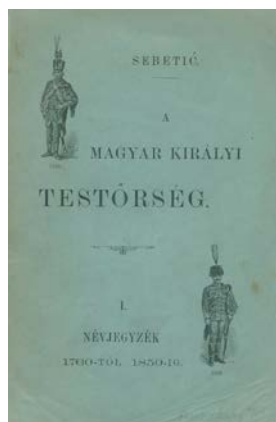 SEBETIĆ.
A
MAGYAR KIRÁLYI
TESTŐRSÉG.
I.
NÉVJEGYZÉK
1760-TÓL 1850-IG.